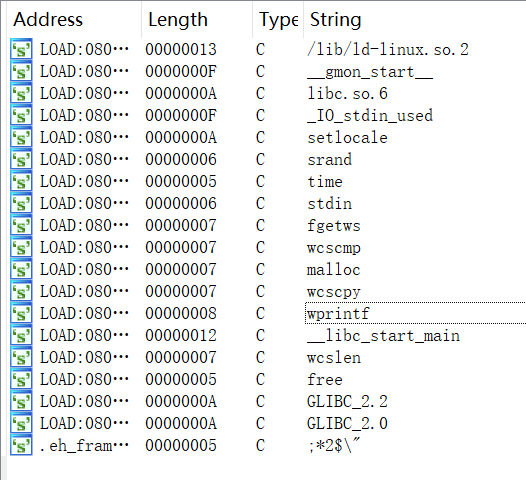 Address Length Type String
's' LOAD:080… 00000013 C /lib/ld-linux.so.2
's' LOAD:080… 0000000F C __gmon_start__
's' LOAD:080… 0000000A C libc.so.6
's' LOAD:080… 0000000F C _IO_stdin_used
's' LOAD:080… 0000000A C setlocale
's' LOAD:080… 00000006 C srand
's' LOAD:080… 00000005 C time
's' LOAD:080… 00000006 C stdin
's' LOAD:080… 00000007 C fgetws
's' LOAD:080… 00000007 C wcscmp
's' LOAD:080… 00000007 C malloc
's' LOAD:080… 00000007 C wcscpy
's' LOAD:080… 00000008 C wprintf
's' LOAD:080… 00000012 C __libc_start_main
's' LOAD:080… 00000007 C wcslen
's' LOAD:080… 00000005 C free
's' LOAD:080… 0000000A C GLIBC_2.2
's' LOAD:080… 0000000A C GLIBC_2.0
's' .eh_fram… 00000005 C ;*2$\"